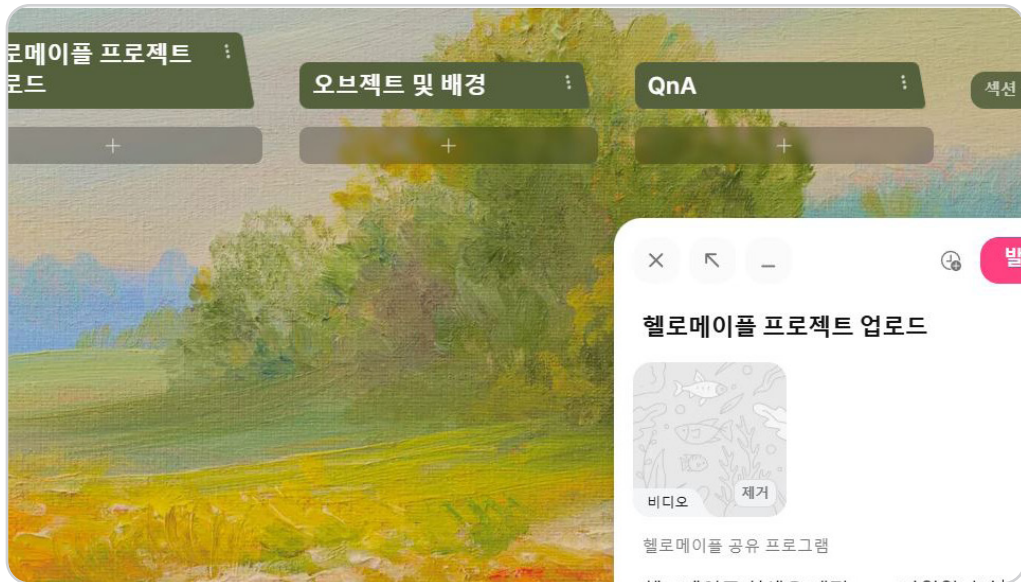 로메이플 프로젝트
로드
오브젝트 및 배경
QnA
섹션
헬로메이플 프로젝트 업로드
비디오
제거
헬로메이플 공유 프로그램